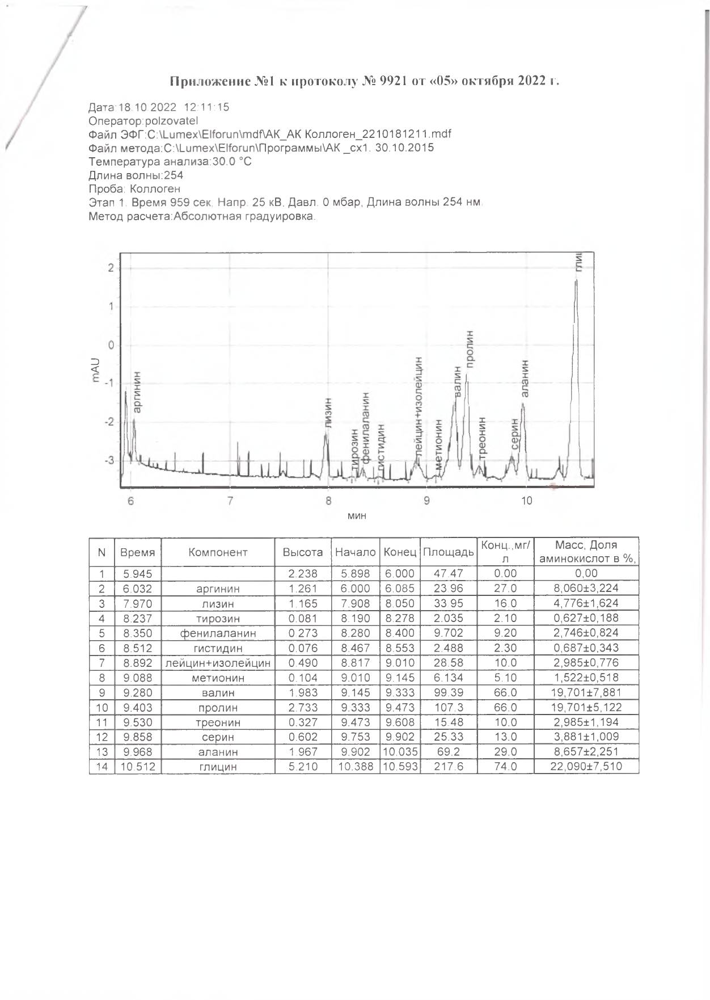 Приложение №1 к протоколу № 9921 от «05» октября 2022 г.
Дата:18.10.2022 12:11:15
Оператор:polzovatel
Файл ЭФГ:C:\Lumex\Elforun\mdf\АК_АК Коллоген_2210181211.mdf
Файл метода:C:\Lumex\Elforun\Программы\АК _сх1. 30.10.2015
Температура анализа:30.0 °C
Длина волны:254
Проба: Коллоген
Этап 1. Время 959 сек, Напр. 25 кВ, Давл. 0 мбар, Длина волны 254 нм.
Метод расчета:Абсолютная градуировка.
2
1
0
-1
-2
-3
mAU
аргинин
лизин
тирозин
фенилаланин
гистидин
лейцин+изолейцин
метионин
валин
пролин
треонин
серин
аланин
гли
6 7 8 9 10
мин
N Время Компонент Высота Начало Конец Площадь Конц.,мг/л Масс, Доля аминокислот в %,
1 5.945 2.238 5.898 6.000 47.47 0.00 0,00
2 6.032 аргинин 1.261 6.000 6.085 23.96 27.0 8,060±3,224
3 7.970 лизин 1.165 7.908 8.050 33.95 16.0 4,776±1,624
4 8.237 тирозин 0.081 8.190 8.278 2.035 2.10 0,627±0,188
5 8.350 фенилаланин 0.273 8.280 8.400 9.702 9.20 2,746±0,824
6 8.512 гистидин 0.076 8.467 8.553 2.488 2.30 0,687±0,343
7 8.892 лейцин+изолейцин 0.490 8.817 9.010 28.58 10.0 2,985±0,776
8 9.088 метионин 0.104 9.010 9.145 6.134 5.10 1,522±0,518
9 9.280 валин 1.983 9.145 9.333 99.39 66.0 19,701±7,881
10 9.403 пролин 2.733 9.333 9.473 107.3 66.0 19,701±5,122
11 9.530 треонин 0.327 9.473 9.608 15.48 10.0 2,985±1,194
12 9.858 серин 0.602 9.753 9.902 25.33 13.0 3,881±1,009
13 9.968 аланин 1.967 9.902 10.035 69.2 29.0 8,657±2,251
14 10.512 глицин 5.210 10.388 10.593 217.6 74.0 22,090±7,510